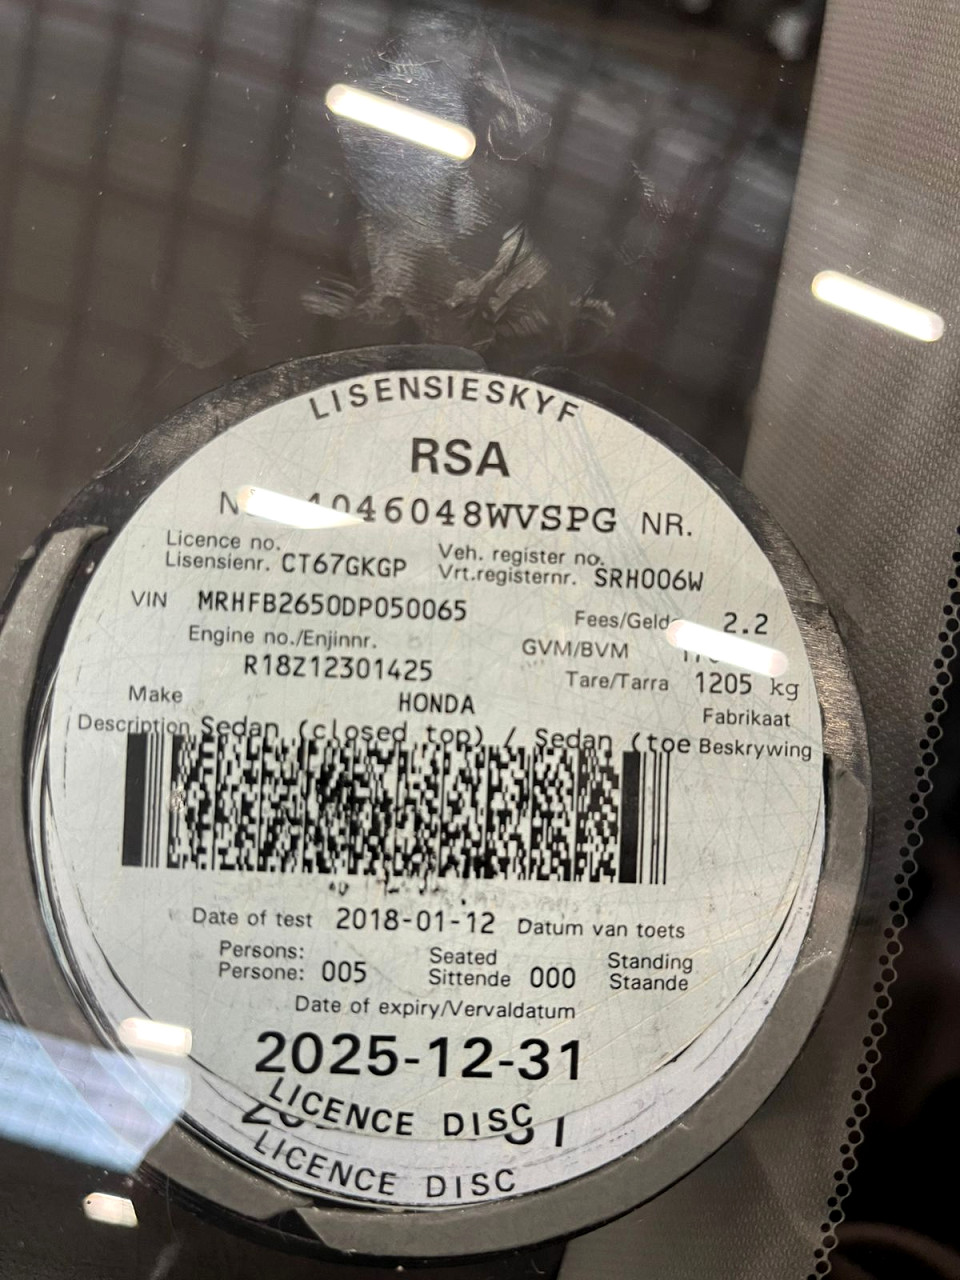 LISENSIESKYF
RSA
1046048WVSPG NR.
Licence no.
Lisensienr. CT67GKGP
Veh. register no.
Vrt.registernr. SRH006W
VIN MRHFB2650DP050065
Fees/Geld 2.2
Engine no./Enjinnr.
R18Z12301425
GVM/BVM
Tare/Tarra 1205 kg
Make HONDA Fabrikaat
Description Sedan (closed top) / Sedan (toe Beskrywing
Date of test 2018-01-12 Datum van toets
Persons:
Persone: 005
Seated
Sittende 000
Standing
Staande
Date of expiry/Vervaldatum
2025-12-31
LICENCE DISC
LICENCE DISC